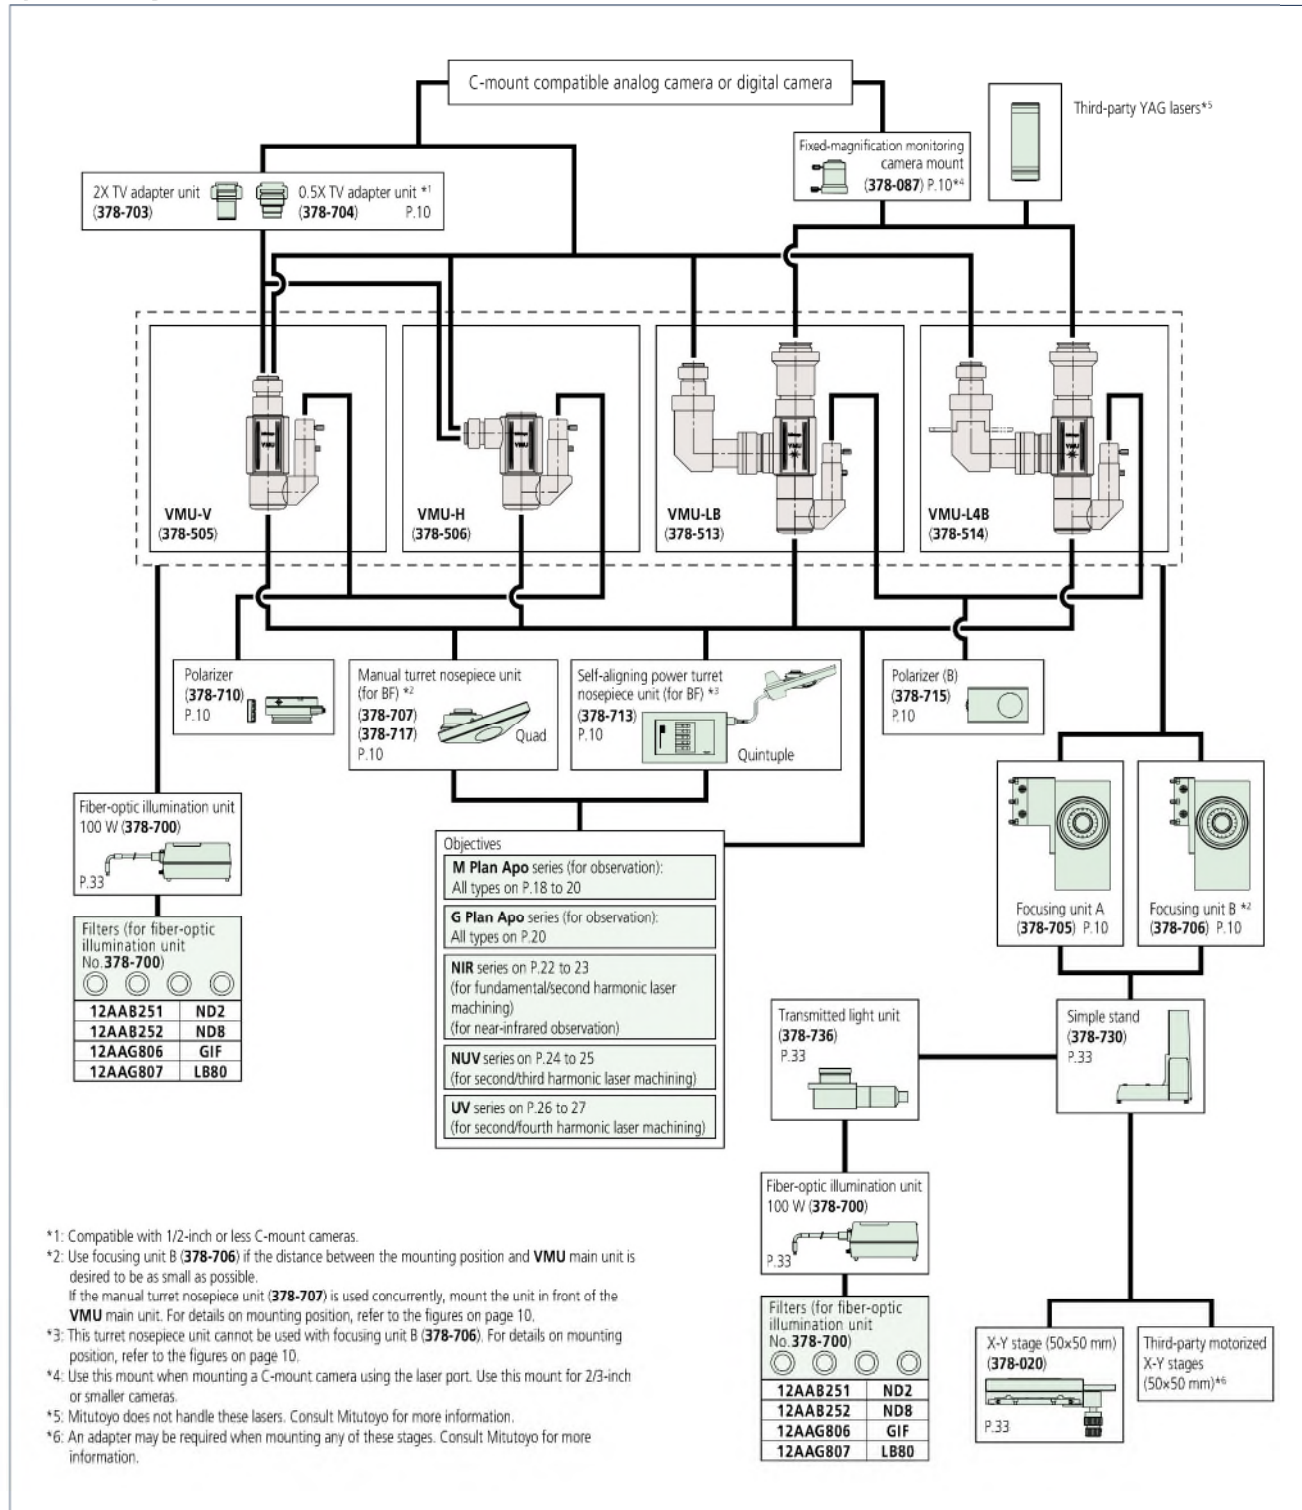 C-mount compatible analog camera or digital camera
Third-party YAG lasers*5
Fixed-magnification monitoring
camera mount
(378-087) P.10*4
2X TV adapter unit
(378-703)
0.5X TV adapter unit *1
(378-704) P.10
VMU-V
(378-505)
VMU-H
(378-506)
VMU-LB
(378-513)
VMU-L4B
(378-514)
VMU
VMU
VMU
VMU
Polarizer
(378-710)
P.10
Manual turret nosepiece unit
(for BF) *2
(378-707)
(378-717)
P.10
Quad
Self-aligning power turret
nosepiece unit (for BF) *3
(378-713)
P.10
Quintuple
Polarizer (B)
(378-715)
P.10
Fiber-optic illumination unit
100 W (378-700)
P.33
Filters (for fiber-optic
illumination unit
No.378-700)
12AAB251 ND2
12AAB252 ND8
12AAG806 GIF
12AAG807 LB80
Objectives
M Plan Apo series (for observation):
All types on P.18 to 20
G Plan Apo series (for observation):
All types on P.20
NIR series on P.22 to 23
(for fundamental/second harmonic laser
machining)
(for near-infrared observation)
NUV series on P.24 to 25
(for second/third harmonic laser machining)
UV series on P.26 to 27
(for second/fourth harmonic laser machining)
Focusing unit A
(378-705) P.10
Focusing unit B *2
(378-706) P.10
Transmitted light unit
(378-736)
P.33
Simple stand
(378-730)
P.33
Fiber-optic illumination unit
100 W (378-700)
P.33
Filters (for fiber-optic
illumination unit
No.378-700)
12AAB251 ND2
12AAB252 ND8
12AAG806 GIF
12AAG807 LB80
X-Y stage (50×50 mm)
(378-020)
P.33
Third-party motorized
X-Y stages
(50×50 mm)*6
*1: Compatible with 1/2-inch or less C-mount cameras.
*2: Use focusing unit B (378-706) if the distance between the mounting position and VMU main unit is
desired to be as small as possible.
If the manual turret nosepiece unit (378-707) is used concurrently, mount the unit in front of the
VMU main unit. For details on mounting position, refer to the figures on page 10.
*3: This turret nosepiece unit cannot be used with focusing unit B (378-706). For details on mounting
position, refer to the figures on page 10.
*4: Use this mount when mounting a C-mount camera using the laser port. Use this mount for 2/3-inch
or smaller cameras.
*5: Mitutoyo does not handle these lasers. Consult Mitutoyo for more information.
*6: An adapter may be required when mounting any of these stages. Consult Mitutoyo for more
information.